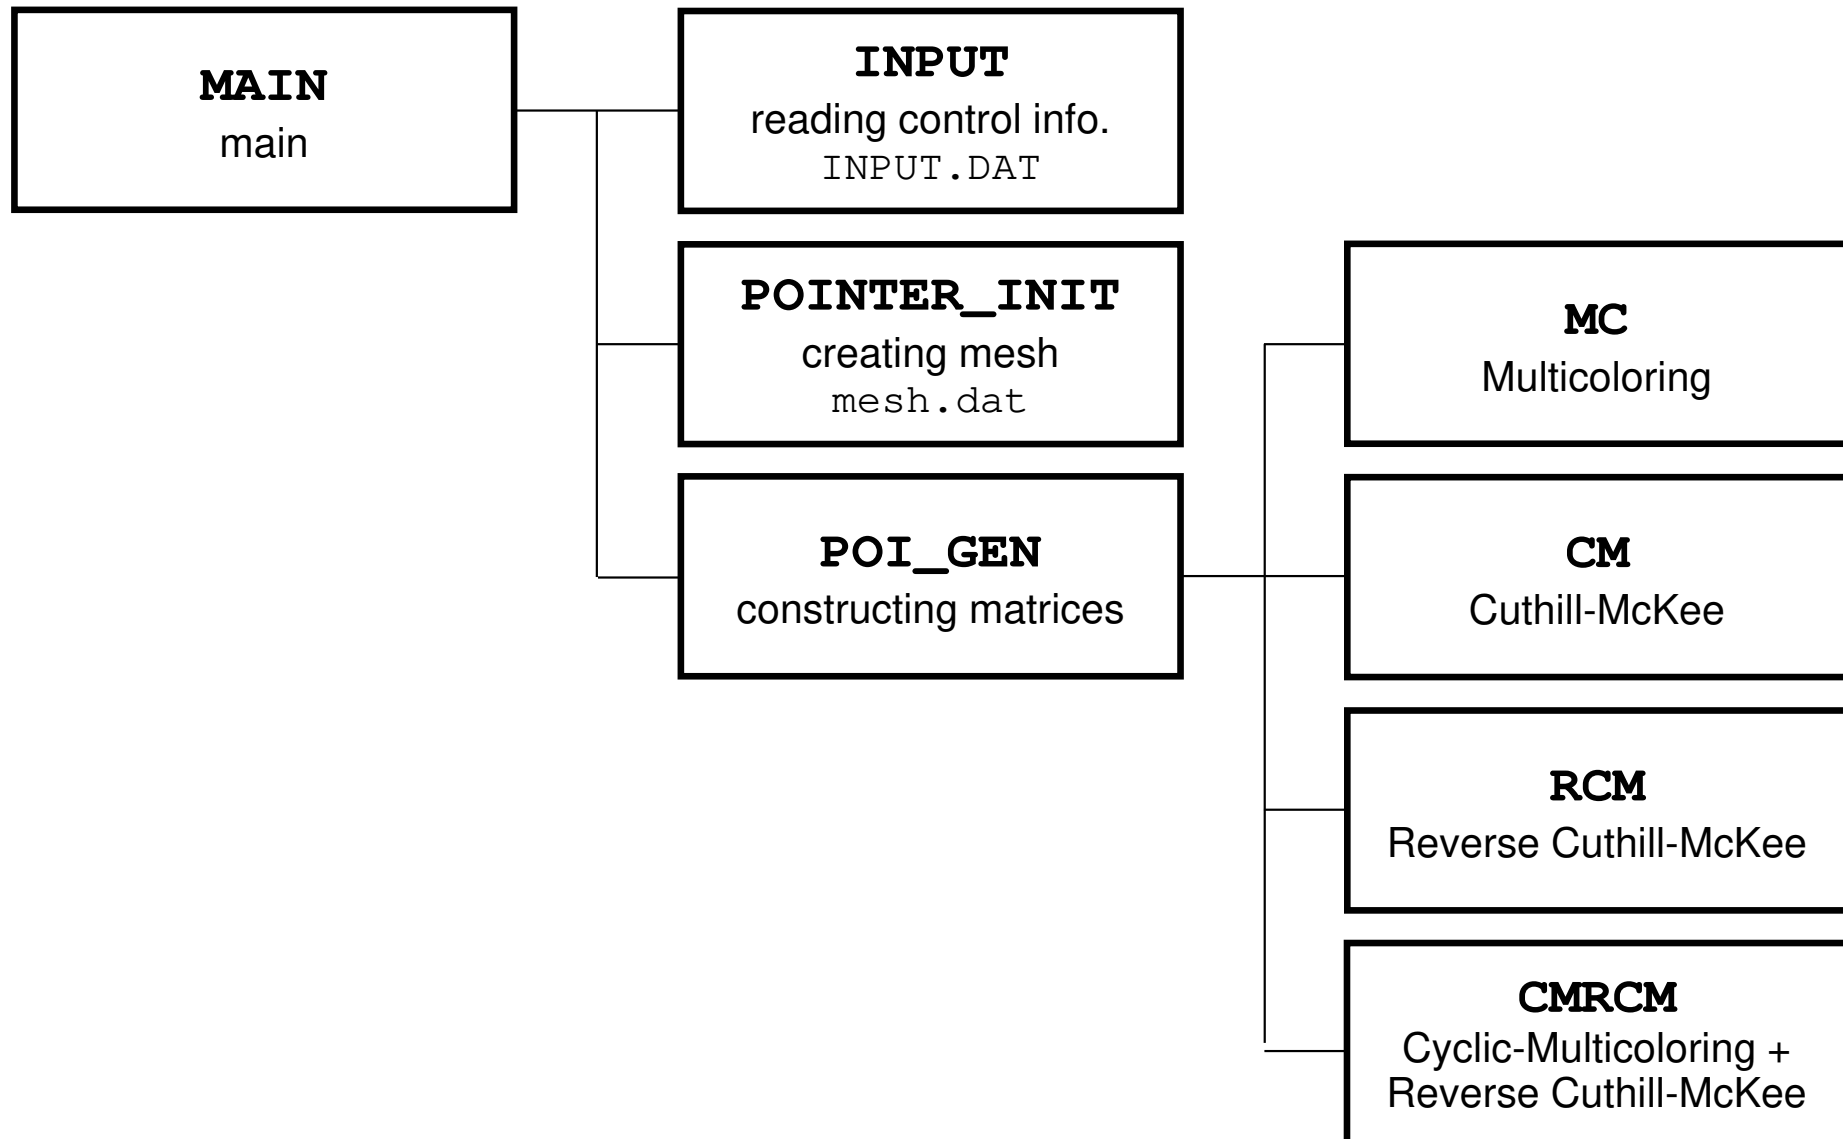 MAIN
main
INPUT
reading control info.
INPUT.DAT
POINTER_INIT
creating mesh
mesh.dat
POI_GEN
constructing matrices
MC
Multicoloring
CM
Cuthill-McKee
RCM
Reverse Cuthill-McKee
CMRCM
Cyclic-Multicoloring +
Reverse Cuthill-McKee